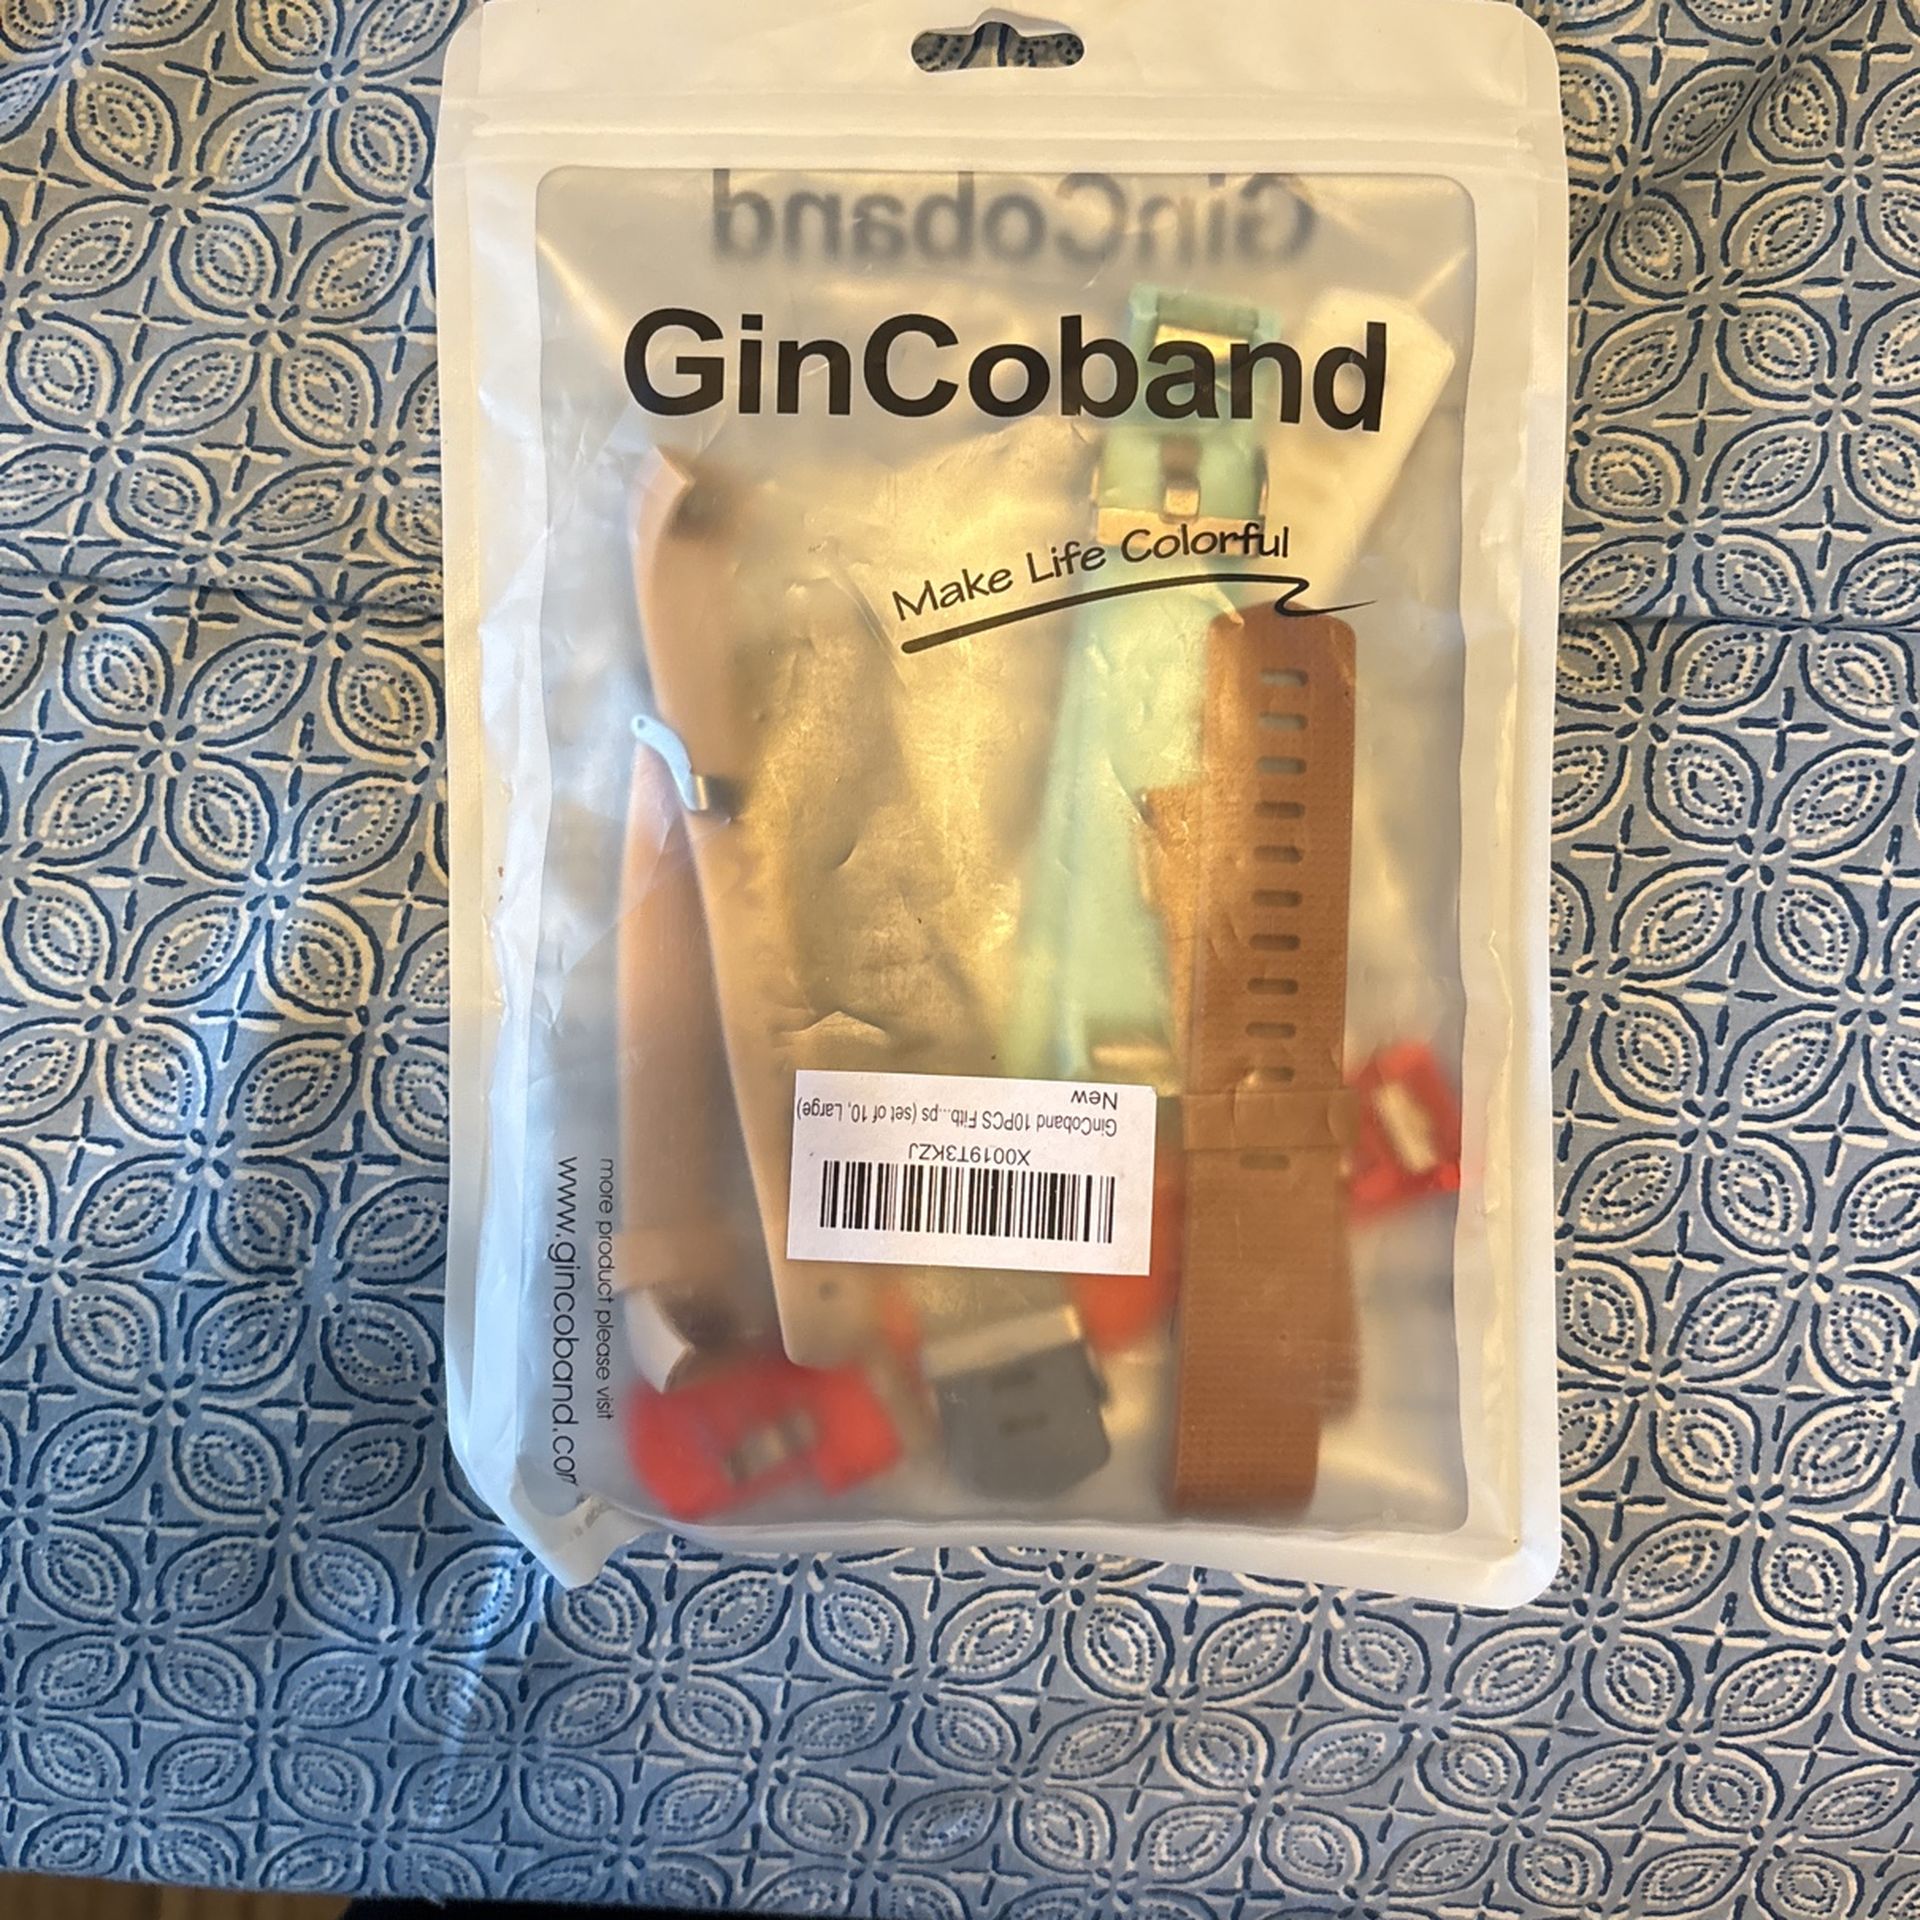 GinCoband
GinCoband
Make Life Colorful
New
GinCoband 10PCS Fitb...ps (set of 10, Large)
X0019T3KZJ
more product please visit
www.gincoband.com